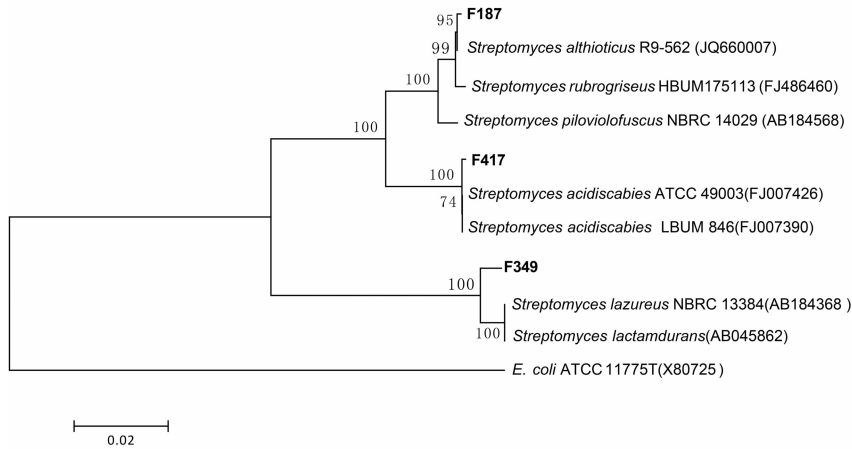 95
F187
99
Streptomyces althioticus R9-562 (JQ660007)
100
Streptomyces rubrogriseus HBUM175113 (FJ486460)
100
Streptomyces piloviolofuscus NBRC 14029 (AB184568)
F417
100
Streptomyces acidiscabies ATCC 49003(FJ007426)
74
Streptomyces acidiscabies LBUM 846(FJ007390)
F349
100
Streptomyces lazureus NBRC 13384(AB184368 )
100
Streptomyces lactamdurans(AB045862)
E. coli ATCC 11775T(X80725 )
0.02